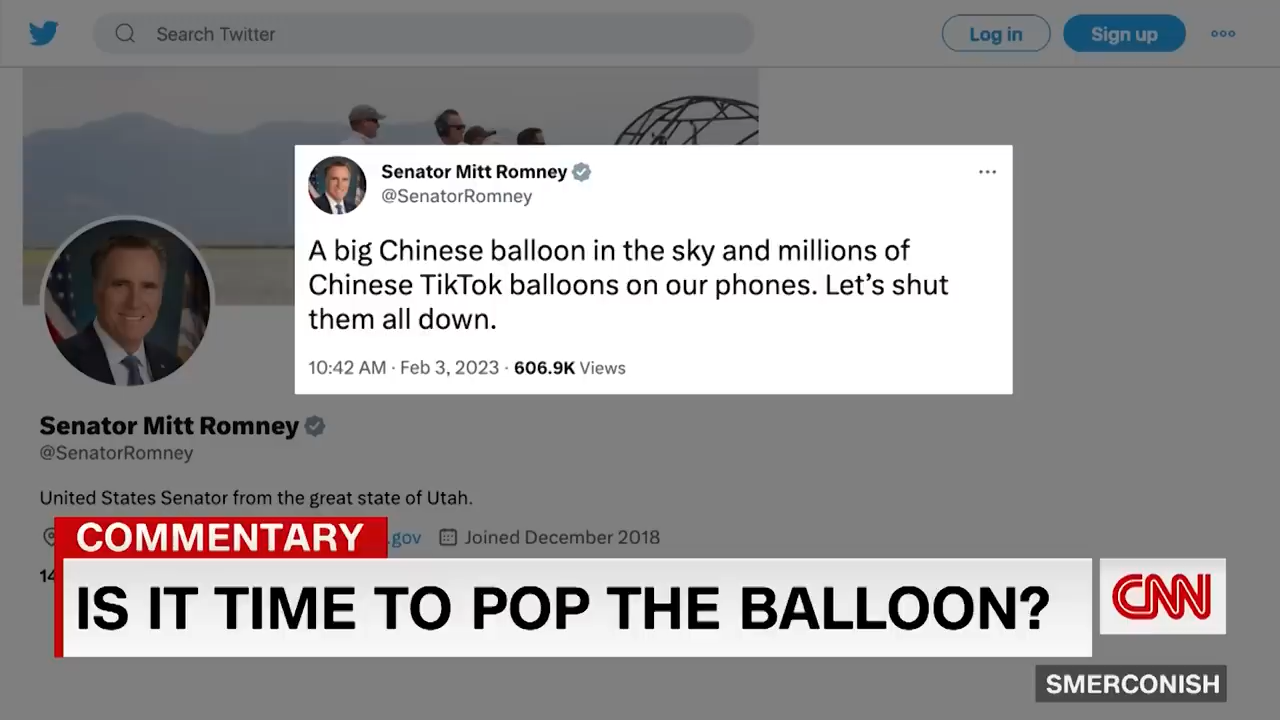 Search Twitter
Log in
Sign up
Senator Mitt Romney
@SenatorRomney
A big Chinese balloon in the sky and millions of
Chinese TikTok balloons on our phones. Let’s shut
them all down.
10:42 AM · Feb 3, 2023 · 606.9K Views
Senator Mitt Romney
@SenatorRomney
United States Senator from the great state of Utah.
.gov Joined December 2018
COMMENTARY
IS IT TIME TO POP THE BALLOON?
CNN
SMERCONISH